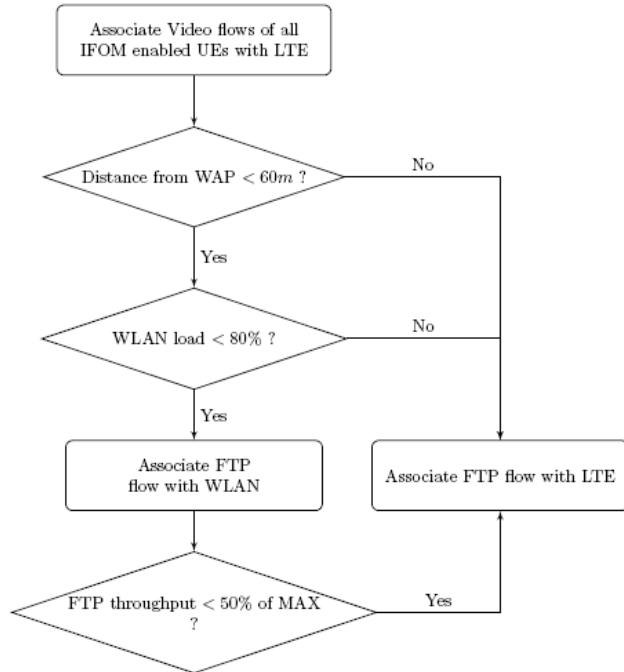 Associate Video flows of all
IFOM enabled UEs with LTE
Distance from WAP < 60m ?
No
Yes
WLAN load < 80% ?
No
Yes
Associate FTP
flow with WLAN
Associate FTP flow with LTE
FTP throughput < 50% of MAX
?
Yes